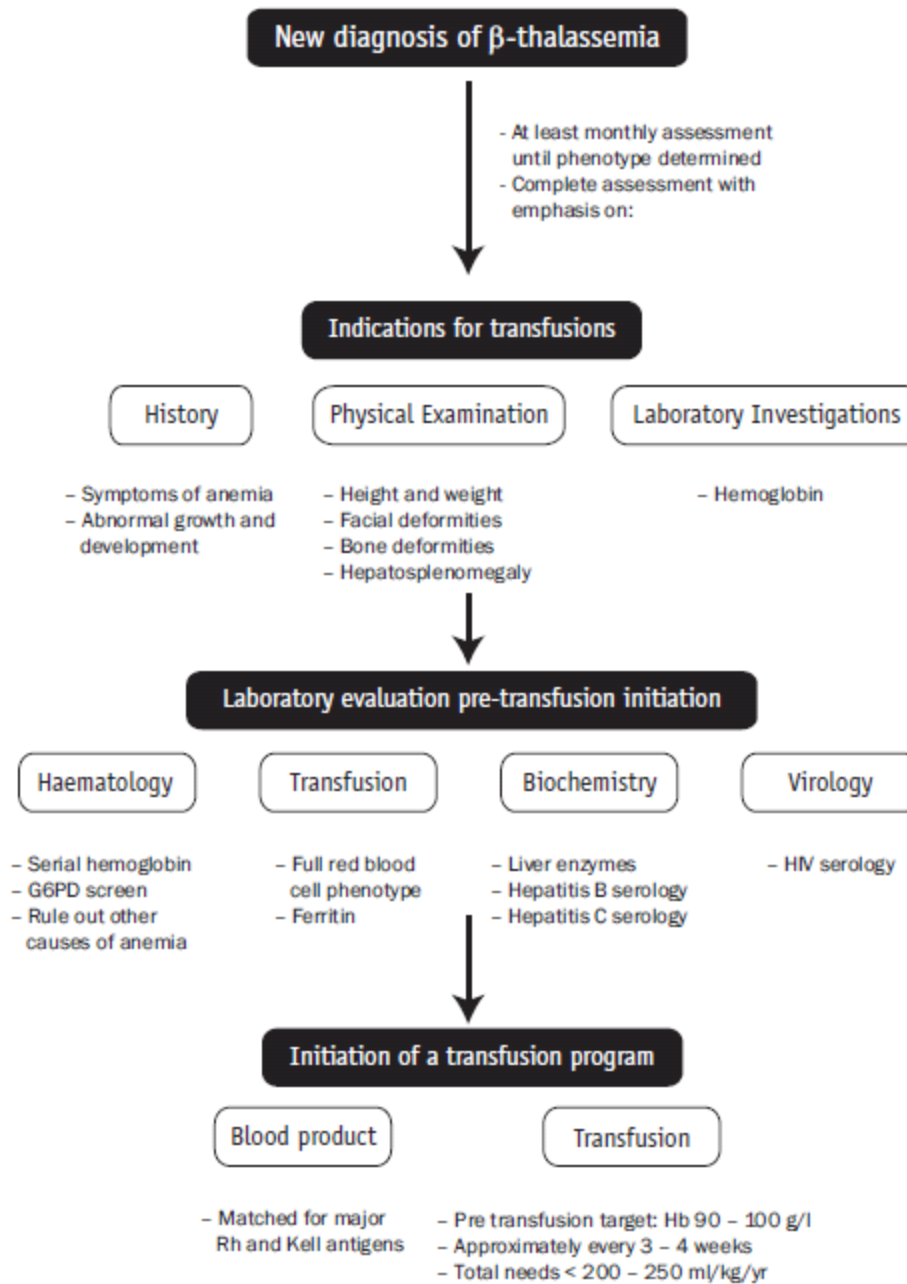 New diagnosis of β-thalassemia
- At least monthly assessment
until phenotype determined
- Complete assessment with
emphasis on:
Indications for transfusions
History
– Symptoms of anemia
– Abnormal growth and
development
Physical Examination
– Height and weight
– Facial deformities
– Bone deformities
– Hepatosplenomegaly
Laboratory Investigations
– Hemoglobin
Laboratory evaluation pre-transfusion initiation
Haematology
– Serial hemoglobin
– G6PD screen
– Rule out other
causes of anemia
Transfusion
– Full red blood
cell phenotype
– Ferritin
Biochemistry
– Liver enzymes
– Hepatitis B serology
– Hepatitis C serology
Virology
– HIV serology
Initiation of a transfusion program
Blood product
– Matched for major
Rh and Kell antigens
Transfusion
– Pre transfusion target: Hb 90 – 100 g/l
– Approximately every 3 – 4 weeks
– Total needs < 200 – 250 ml/kg/yr